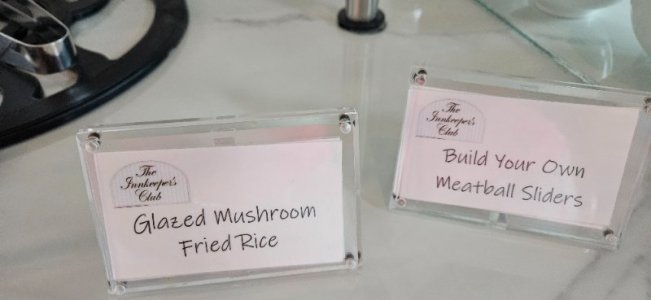 The
Innkeeper's
Club
Glazed Mushroom
Fried Rice
The
Innkeeper's
Club
Build Your Own
Meatball Sliders